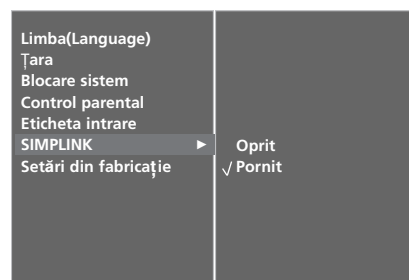 Limba(Language)
Țara
Blocare sistem
Control parental
Eticheta intrare
SIMPLINK ►
Setări din fabricație
Oprit
√ Pornit